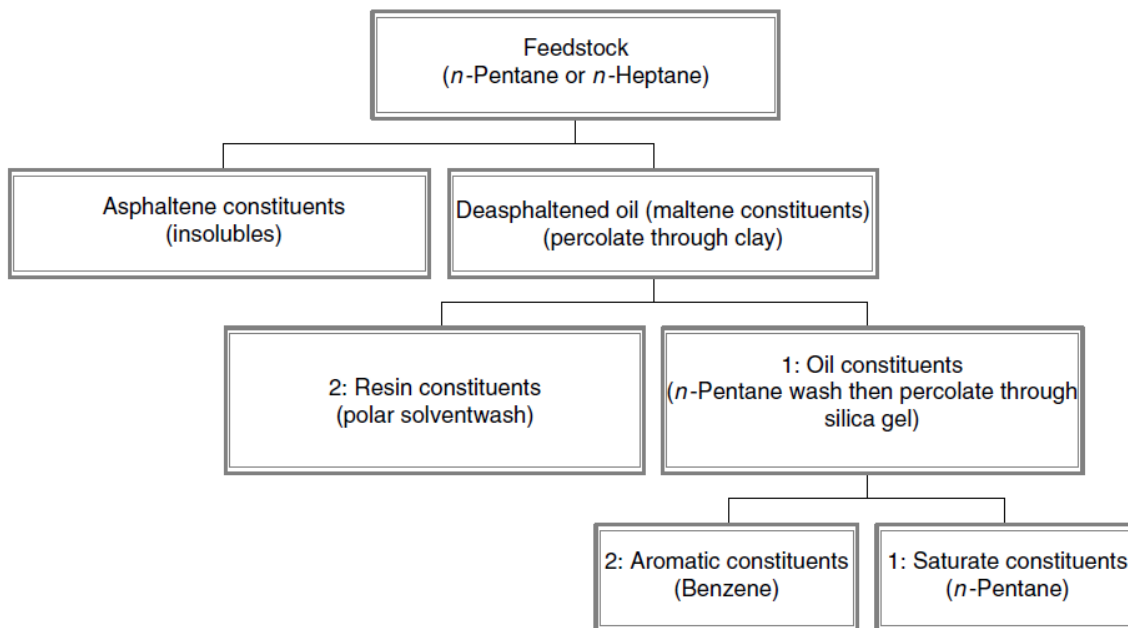 Feedstock
(n-Pentane or n-Heptane)
Asphaltene constituents
(insolubles)
Deasphaltened oil (maltene constituents)
(percolate through clay)
2: Resin constituents
(polar solventwash)
1: Oil constituents
(n-Pentane wash then percolate through
silica gel)
2: Aromatic constituents
(Benzene)
1: Saturate constituents
(n-Pentane)